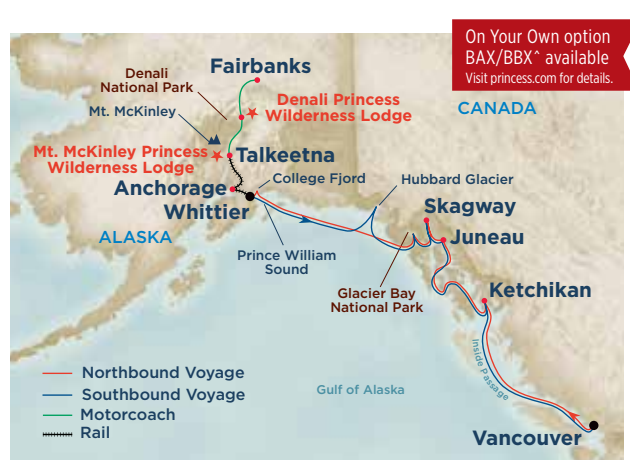 On Your Own option
BAX/BBX^ available
Visit princess.com for details.
Fairbanks
Denali
National Park
Denali Princess
Wilderness Lodge
CANADA
Mt. McKinley
Mt. McKinley Princess
Wilderness Lodge
Talkeetna
College Fjord
Hubbard Glacier
Anchorage
Whittier
Skagway
ALASKA
Juneau
Prince William
Sound
Glacier Bay
National Park
Ketchikan
Inside Passage
Northbound Voyage
Southbound Voyage
Motorcoach
Rail
Gulf of Alaska
Vancouver